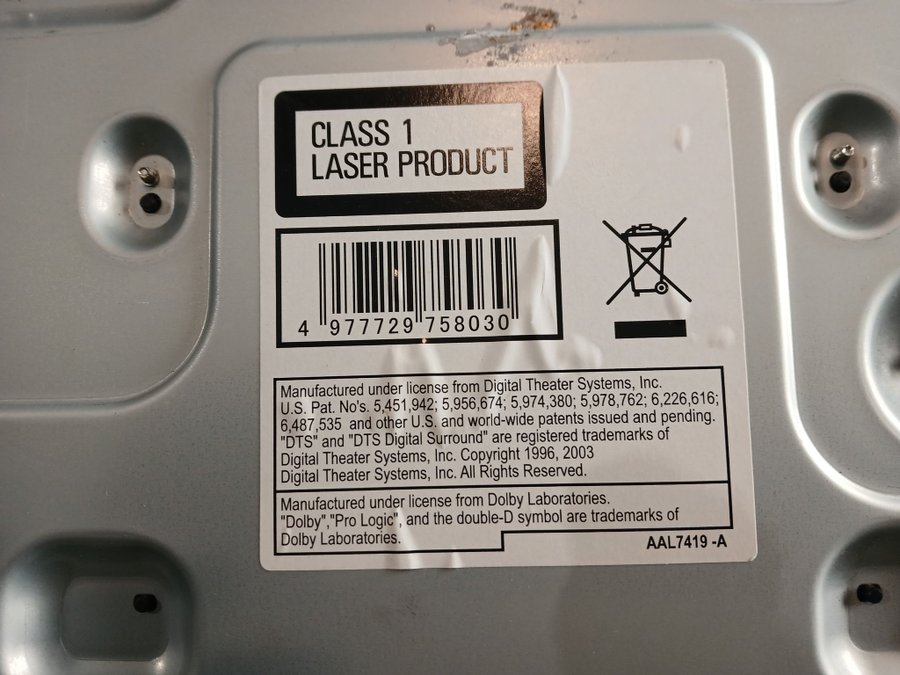 CLASS 1
LASER PRODUCT
4 977729 758030
Manufactured under license from Digital Theater Systems, Inc.
U.S. Pat. No's. 5,451,942; 5,956,674; 5,974,380; 5,978,762; 6,226,616;
6,487,535 and other U.S. and world-wide patents issued and pending.
"DTS" and "DTS Digital Surround" are registered trademarks of
Digital Theater Systems, Inc. Copyright 1996, 2003
Digital Theater Systems, Inc. All Rights Reserved.
Manufactured under license from Dolby Laboratories.
"Dolby","Pro Logic", and the double-D symbol are trademarks of
Dolby Laboratories.
AAL7419 -A